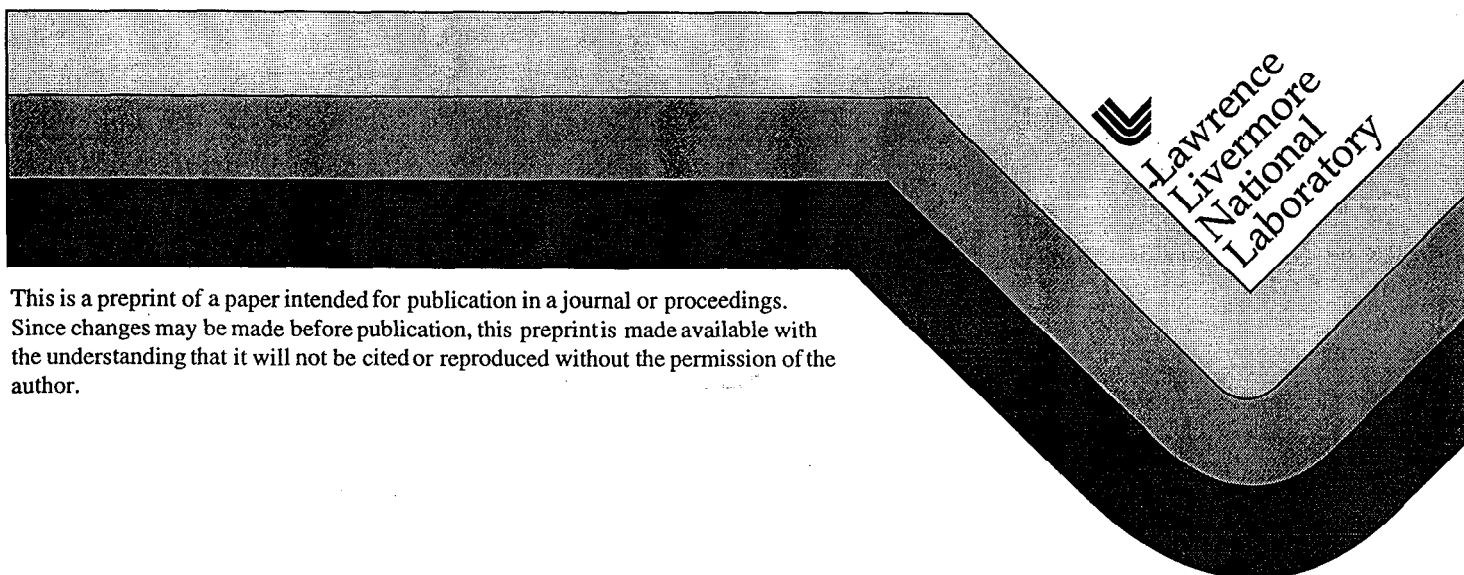 Lawrence
Livermore
National
Laboratory
This is a preprint of a paper intended for publication in a journal or proceedings.
Since changes may be made before publication, this preprint is made available with
the understanding that it will not be cited or reproduced without the permission of the
author.